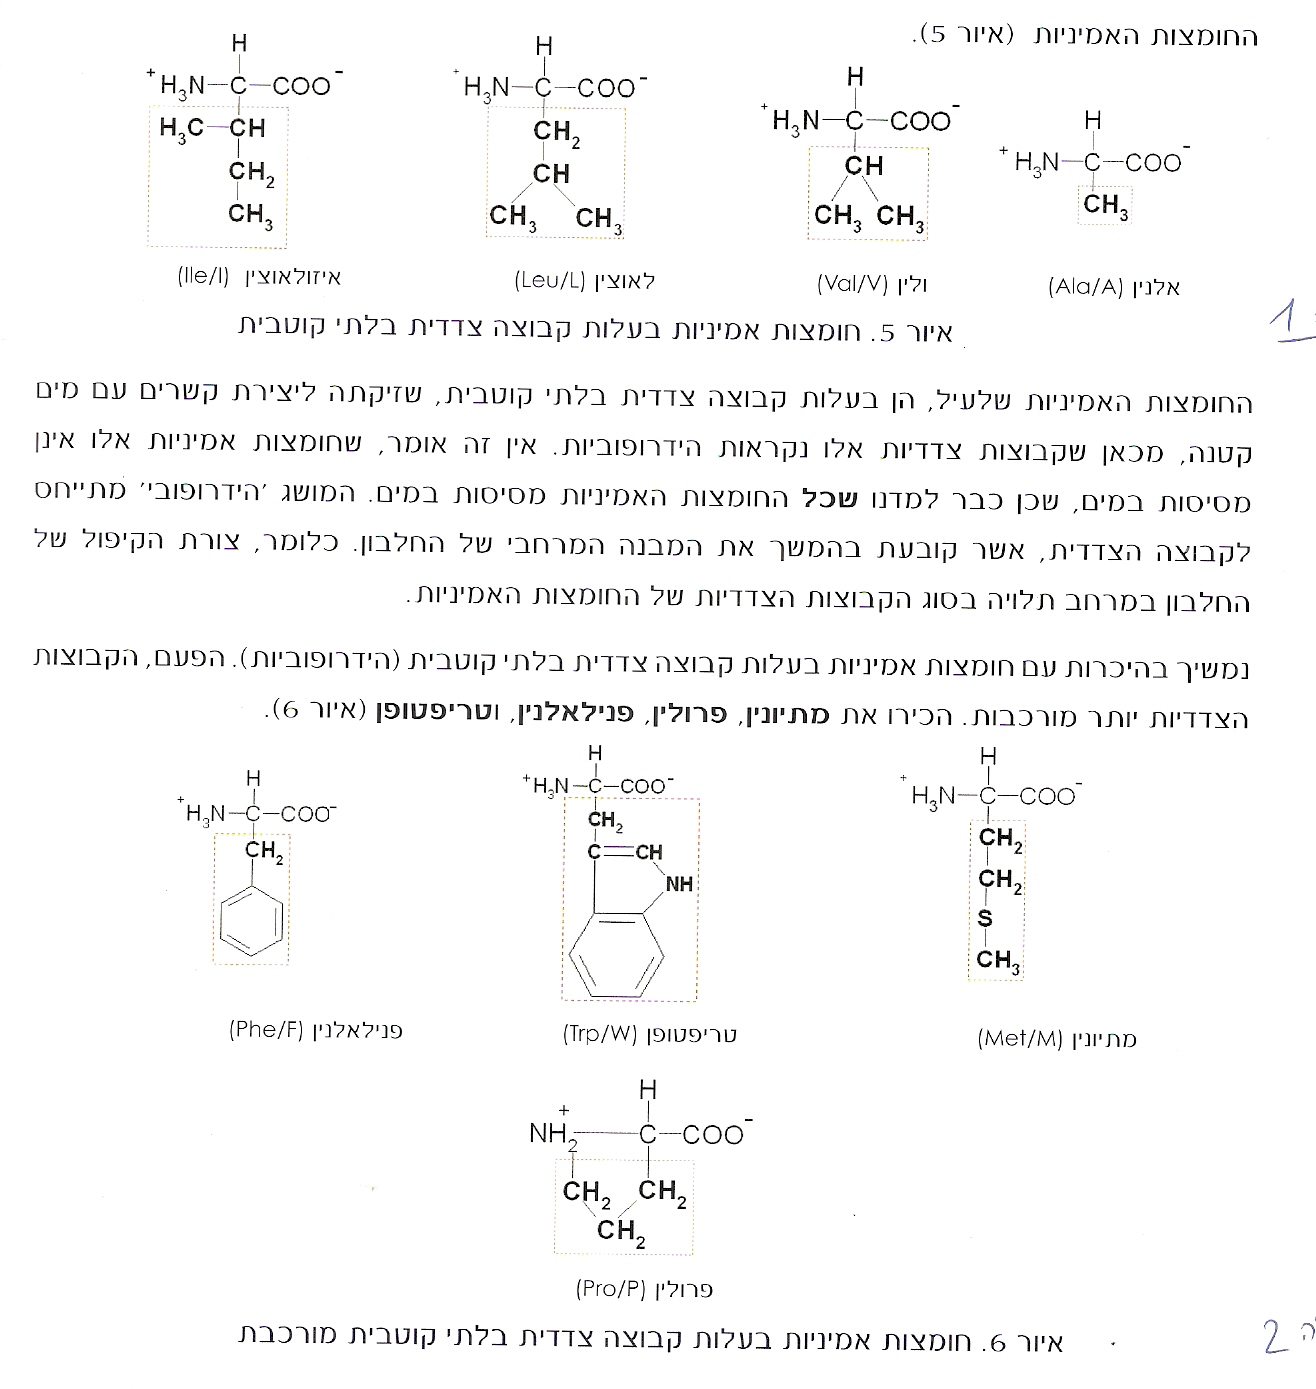 החומצות האמיניות (איור 5).
H H H H
⁺H₃N—C—COO⁻ ⁺H₃N—C—COO⁻ ⁺H₃N—C—COO⁻ ⁺H₃N—C—COO⁻
H₃C—CH CH₂ CH CH₃
CH₂ CH CH₃ CH₃
CH₃ CH₃ CH₃
איזולאוצין (Ile/I) לאוצין (Leu/L) ולין (Val/V) אלנין (Ala/A)
1
איור 5. חומצות אמיניות בעלות קבוצה צדדית בלתי קוטבית
החומצות האמיניות שלעיל, הן בעלות קבוצה צדדית בלתי קוטבית, שזיקתה ליצירת קשרים עם מים
קטנה, מכאן שקבוצות צדדיות אלו נקראות הידרופוביות. אין זה אומר, שחומצות אמיניות אלו אינן
מסיסות במים, שכן כבר למדנו שכל החומצות האמיניות מסיסות במים. המושג 'הידרופובי' מתייחס
לקבוצה הצדדית, אשר קובעת בהמשך את המבנה המרחבי של החלבון. כלומר, צורת הקיפול של
החלבון במרחב תלויה בסוג הקבוצות הצדדיות של החומצות האמיניות.
נמשיך בהיכרות עם חומצות אמיניות בעלות קבוצה צדדית בלתי קוטבית (הידרופוביות). הפעם, הקבוצות
הצדדיות יותר מורכבות. הכירו את מתיונין, פרולין, פנילאלנין, וטריפטופן (איור 6).
H H H
⁺H₃N—C—COO⁻ ⁺H₃N—C—COO⁻ ⁺H₃N—C—COO⁻
CH₂ CH₂ CH₂
C=CH CH₂
NH S
CH₃
פנילאלנין (Phe/F) טריפטופן (Trp/W) מתיונין (Met/M)
H
+
NH₂—C—COO⁻
CH₂ CH₂
CH₂
פרולין (Pro/P)
איור 6. חומצות אמיניות בעלות קבוצה צדדית בלתי קוטבית מורכבת
ה 2